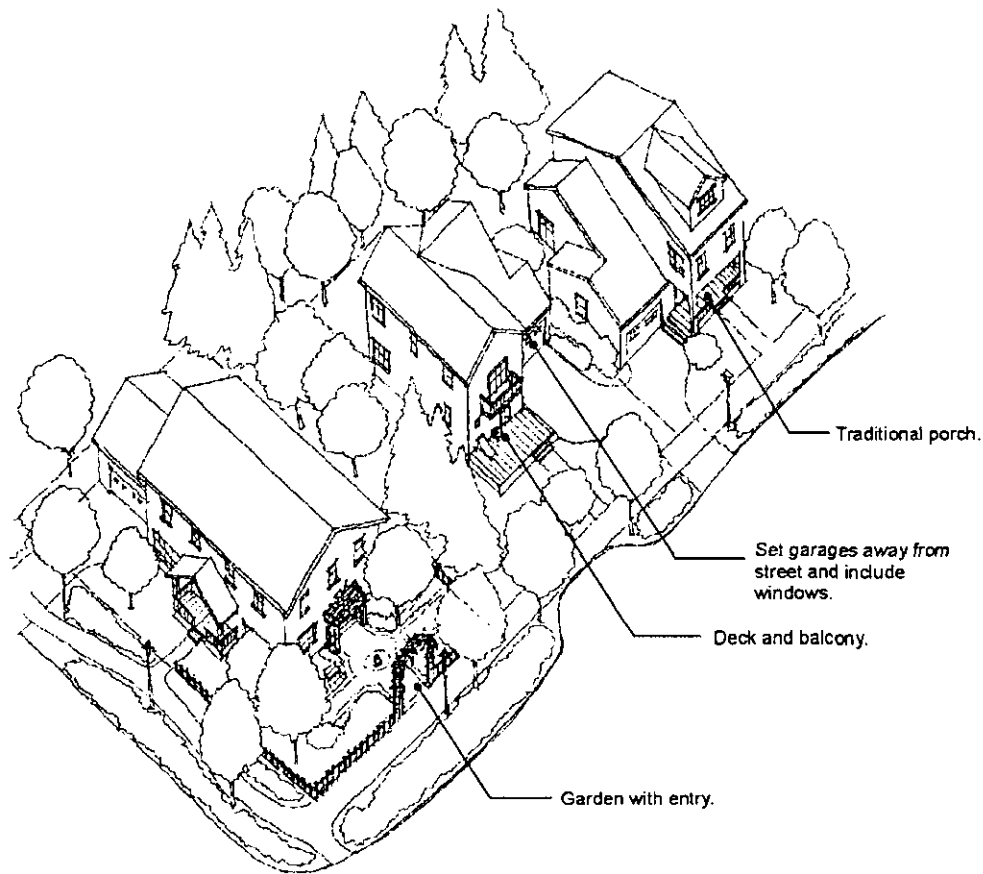 Traditional porch.
Set garages away from
street and include
windows.
Deck and balcony.
Garden with entry.